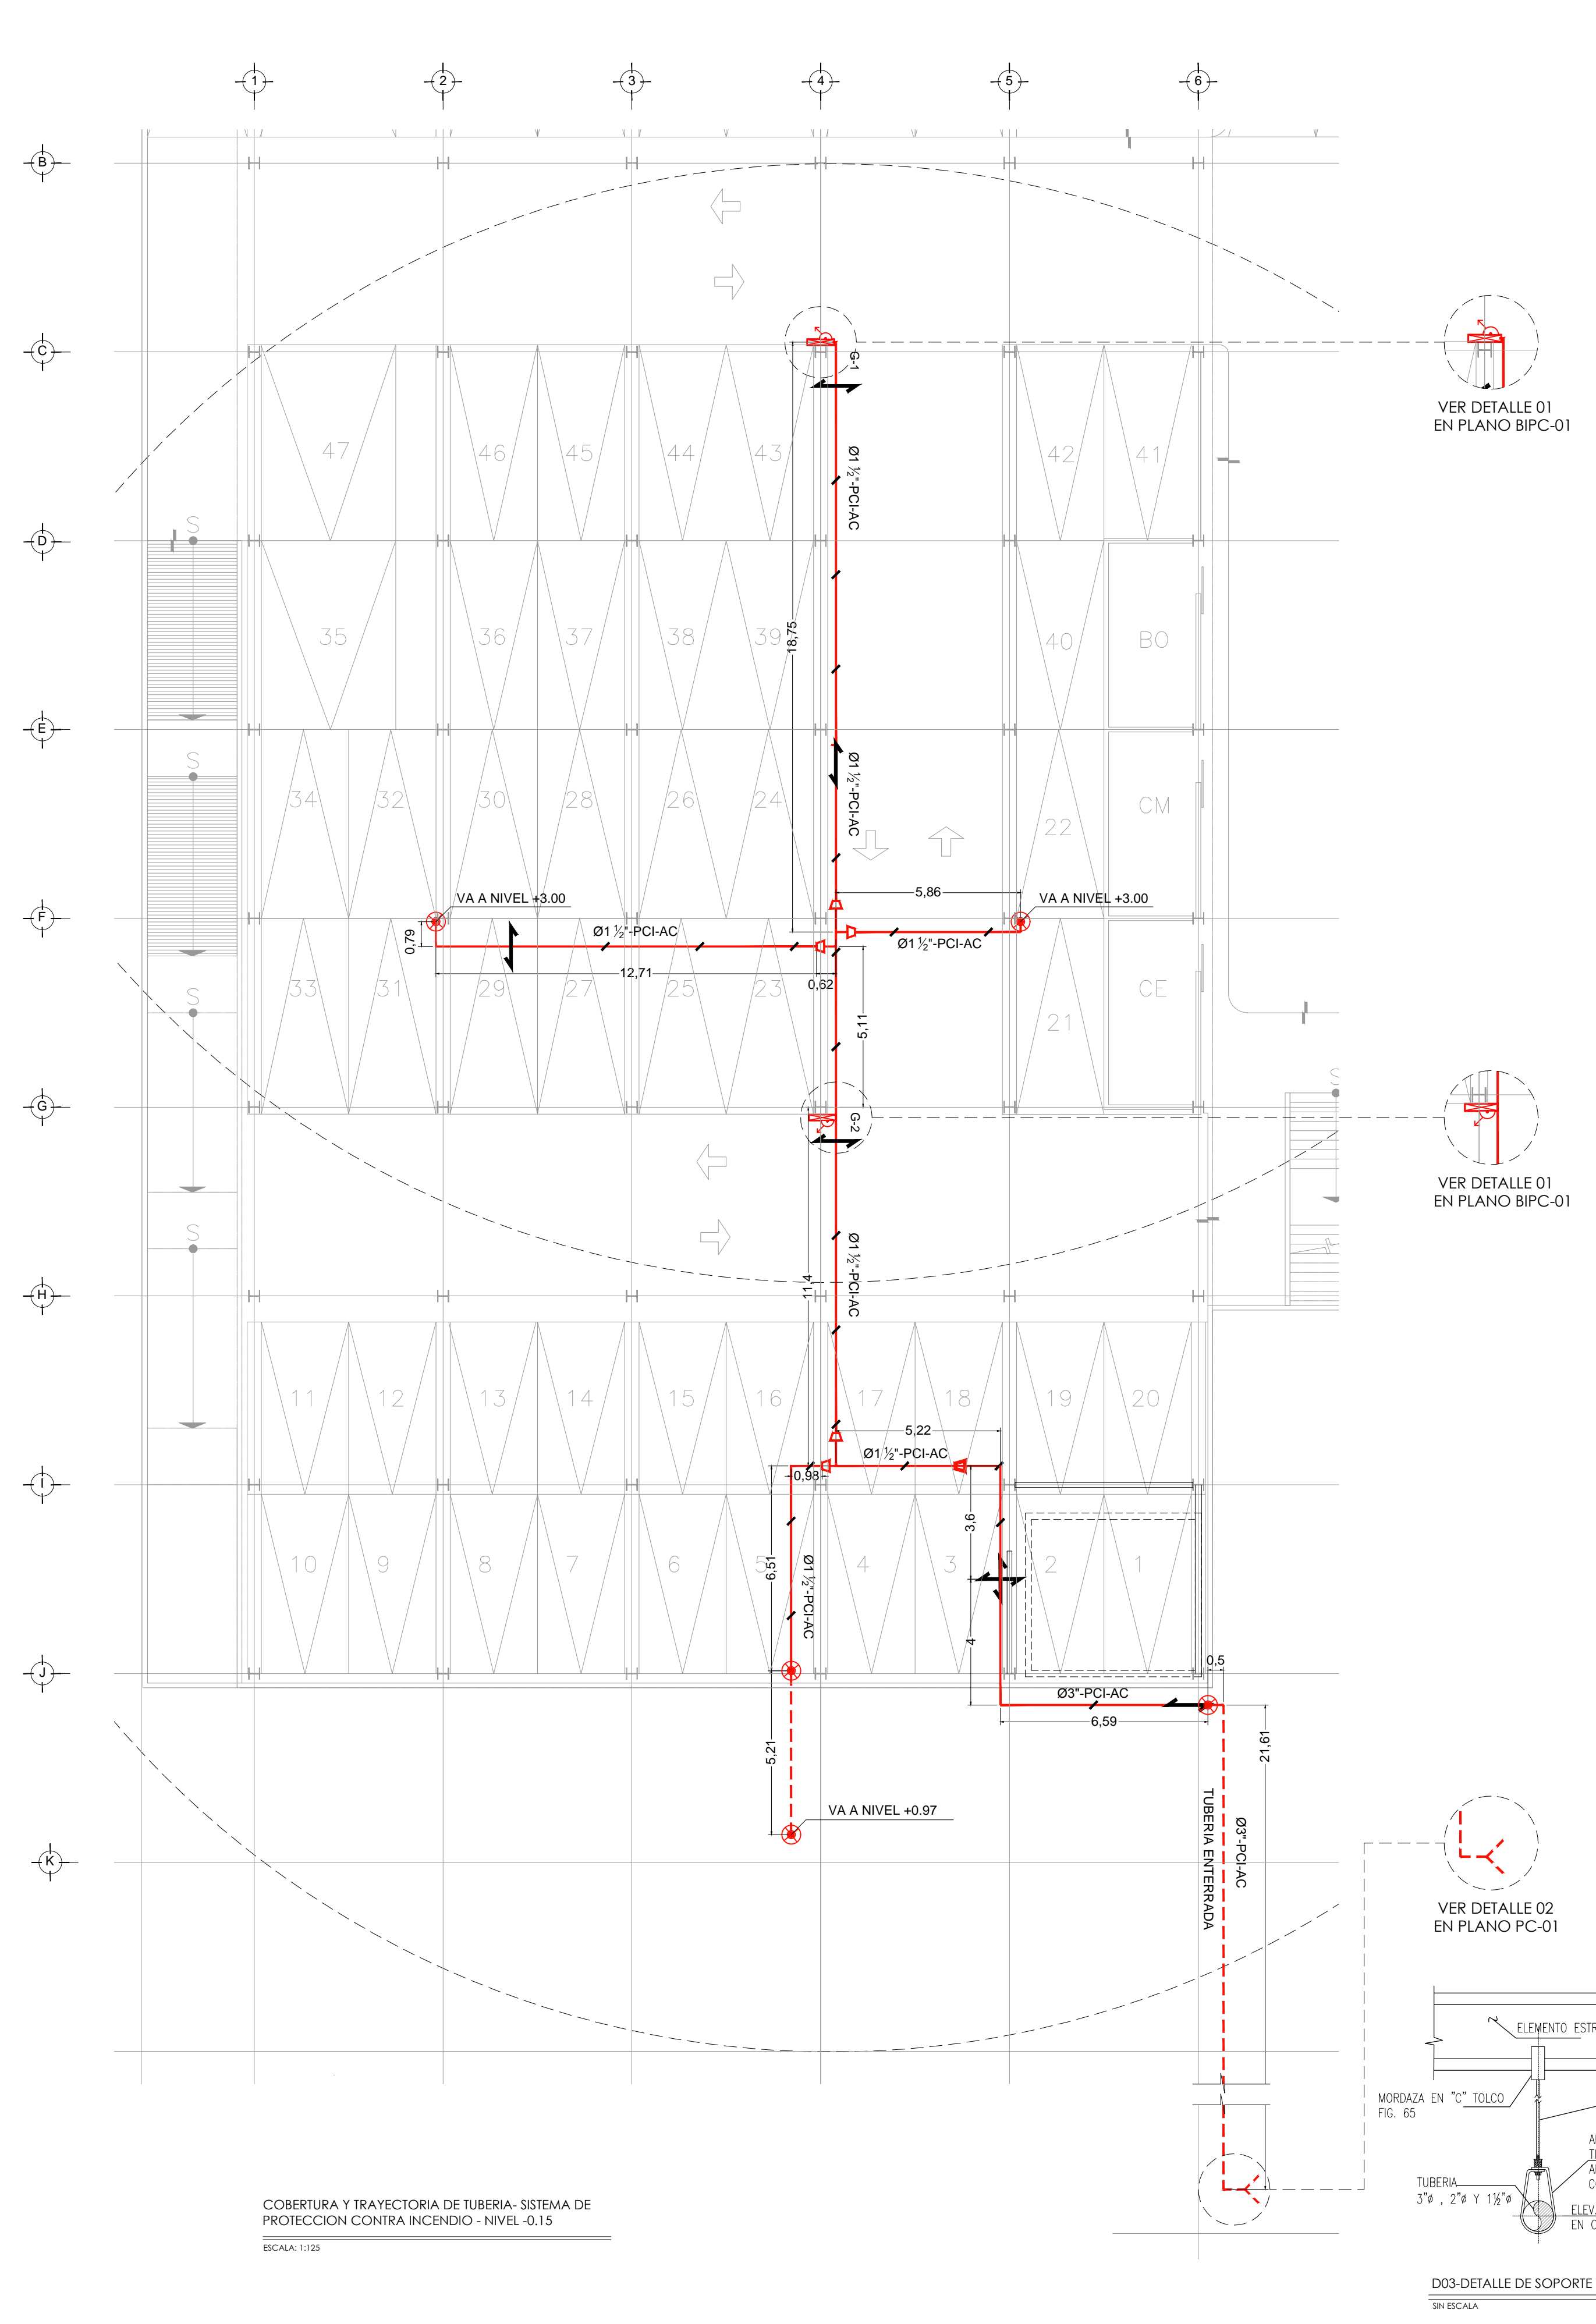 1
2
3
4
5
6
B
C
G-1
VER DETALLE 01
EN PLANO BIPC-01
47
46
45
44
43
42
41
Ø1 ½"-PCI-AC
S
D
35
36
37
38
39
18,75
40
BO
E
S
34
32
30
28
26
24
Ø1 ½"-PCI-AC
22
CM
F
VA A NIVEL +3.00
5,86
VA A NIVEL +3.00
0,79
Ø1 ½"-PCI-AC
Ø1 ½"-PCI-AC
12,71
0,62
33
31
29
27
25
23
5,11
21
CE
S
S
G
G-2
VER DETALLE 01
EN PLANO BIPC-01
S
11,4
Ø1 ½"-PCI-AC
H
11
12
13
14
15
16
17
18
19
20
5,22
Ø1 ½"-PCI-AC
0,98
I
3,6
10
9
8
7
6
5
4
3
2
1
6,51
Ø1 ½"-PCI-AC
4
J
0,5
Ø3"-PCI-AC
6,59
5,21
21,61
VA A NIVEL +0.97
TUBERIA ENTERRADA
Ø3"-PCI-AC
K
VER DETALLE 02
EN PLANO PC-01
ELEMENTO ESTR
MORDAZA EN "C" TOLCO
FIG. 65
TUBERIA
3"ø , 2"ø Y 1½"ø
ELEV
EN C
COBERTURA Y TRAYECTORIA DE TUBERIA- SISTEMA DE
PROTECCION CONTRA INCENDIO - NIVEL -0.15
ESCALA: 1:125
D03-DETALLE DE SOPORTE
SIN ESCALA